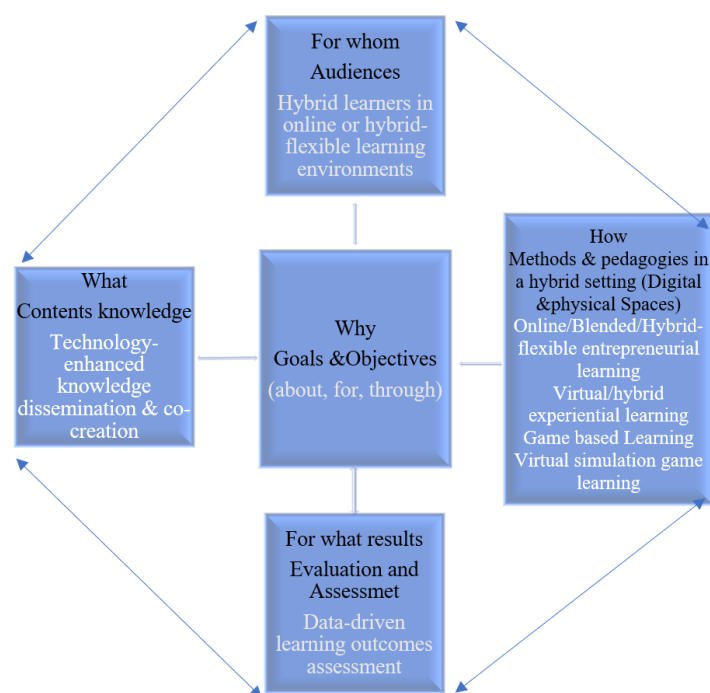 For whom
Audiences
Hybrid learners in
online or hybrid-
flexible learning
environments
What
Contents knowledge
Technology-
enhanced
knowledge
dissemination & co-
creation
Why
Goals &Objectives
(about, for, through)
How
Methods & pedagogies in
a hybrid setting (Digital
&physical Spaces)
Online/Blended/Hybrid-
flexible entrepreneurial
learning
Virtual/hybrid
experiential learning
Game based Learning
Virtual simulation game
learning
For what results
Evaluation and
Assessmet
Data-driven
learning outcomes
assessment